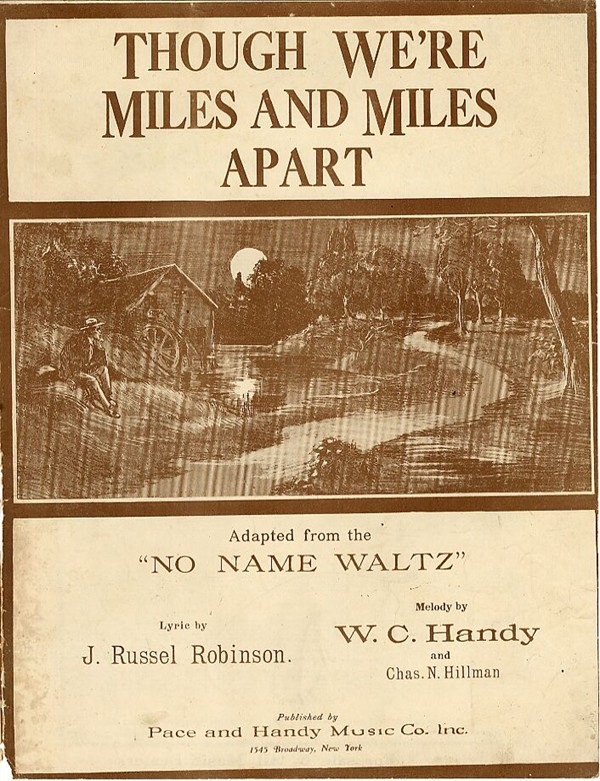 THOUGH WE'RE
MILES AND MILES
APART
Adapted from the
"NO NAME WALTZ"
Lyric by
J. Russel Robinson.
Melody by
W. C. Handy
and
Chas. N. Hillman
Published by
Pace and Handy Music Co. Inc.
1545 Broadway, New York